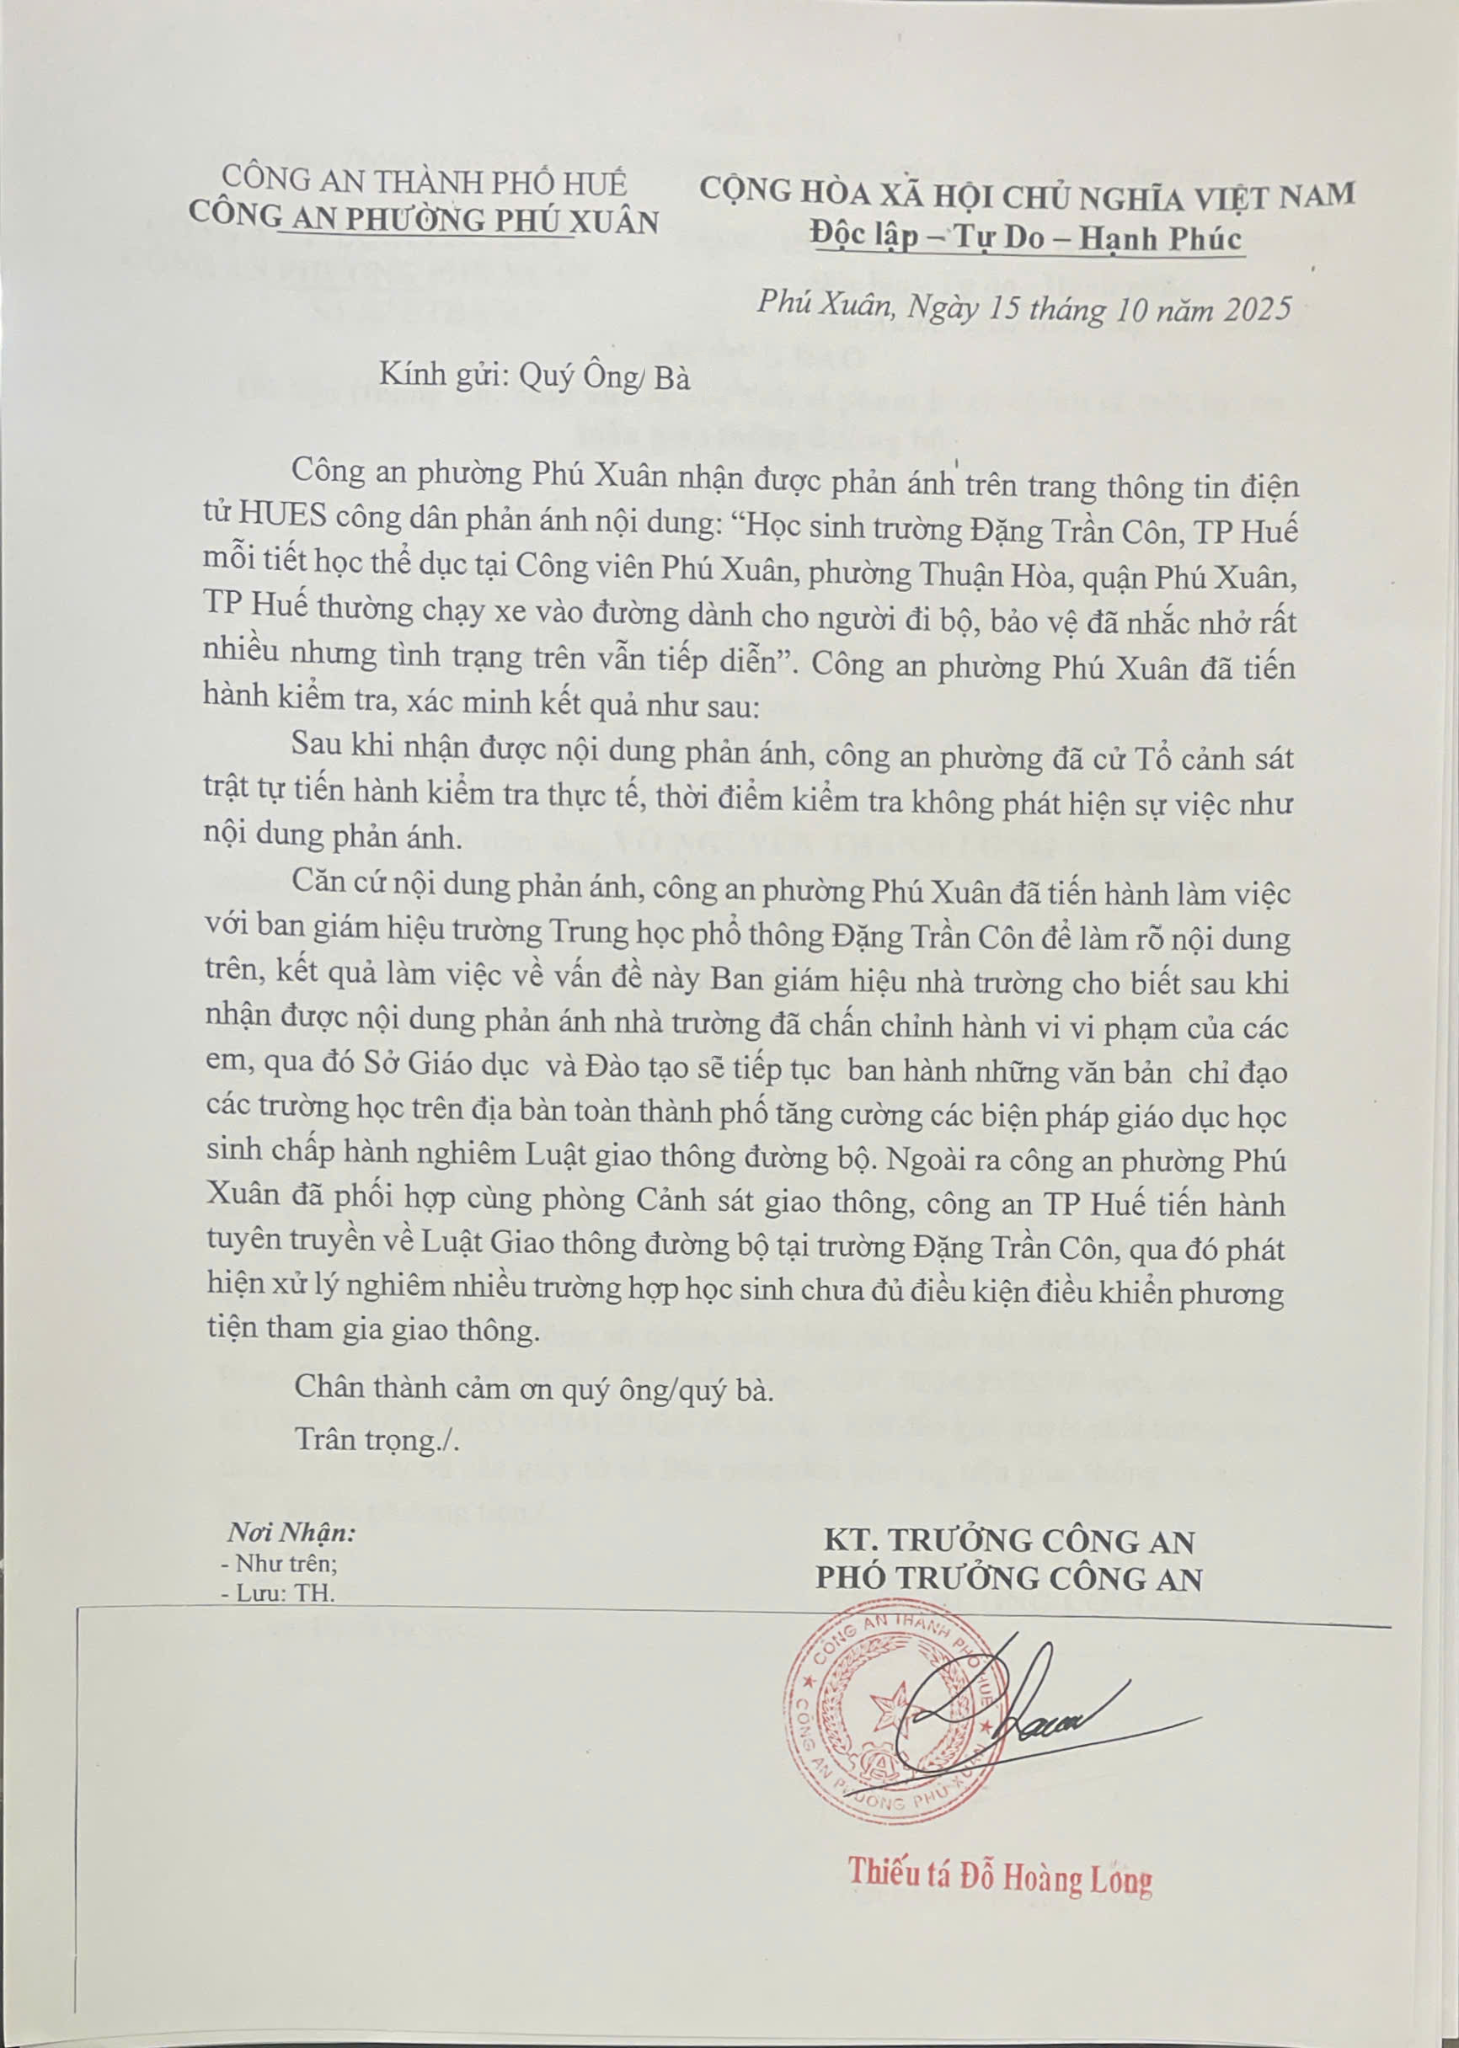 CÔNG AN THÀNH PHỐ HUẾ
CÔNG AN PHƯỜNG PHÚ XUÂN
CỘNG HÒA XÃ HỘI CHỦ NGHĨA VIỆT NAM
Độc lập – Tự Do – Hạnh Phúc
Phú Xuân, Ngày 15 tháng 10 năm 2025
Kính gửi: Quý Ông/ Bà
Công an phường Phú Xuân nhận được phản ánh trên trang thông tin điện
tử HUES công dân phản ánh nội dung: “Học sinh trường Đặng Trần Côn, TP Huế
mỗi tiết học thể dục tại Công viên Phú Xuân, phường Thuận Hòa, quận Phú Xuân,
TP Huế thường chạy xe vào đường dành cho người đi bộ, bảo vệ đã nhắc nhở rất
nhiều nhưng tình trạng trên vẫn tiếp diễn”. Công an phường Phú Xuân đã tiến
hành kiểm tra, xác minh kết quả như sau:
Sau khi nhận được nội dung phản ánh, công an phường đã cử Tổ cảnh sát
trật tự tiến hành kiểm tra thực tế, thời điểm kiểm tra không phát hiện sự việc như
nội dung phản ánh.
Căn cứ nội dung phản ánh, công an phường Phú Xuân đã tiến hành làm việc
với ban giám hiệu trường Trung học phổ thông Đặng Trần Côn để làm rõ nội dung
trên, kết quả làm việc về vấn đề này Ban giám hiệu nhà trường cho biết sau khi
nhận được nội dung phản ánh nhà trường đã chấn chỉnh hành vi vi phạm của các
em, qua đó Sở Giáo dục và Đào tạo sẽ tiếp tục ban hành những văn bản chỉ đạo
các trường học trên địa bàn toàn thành phố tăng cường các biện pháp giáo dục học
sinh chấp hành nghiêm Luật giao thông đường bộ. Ngoài ra công an phường Phú
Xuân đã phối hợp cùng phòng Cảnh sát giao thông, công an TP Huế tiến hành
tuyên truyền về Luật Giao thông đường bộ tại trường Đặng Trần Côn, qua đó phát
hiện xử lý nghiêm nhiều trường hợp học sinh chưa đủ điều kiện điều khiển phương
tiện tham gia giao thông.
Chân thành cảm ơn quý ông/quý bà.
Trân trọng./.
Nơi Nhận:
- Như trên;
- Lưu: TH.
KT. TRƯỞNG CÔNG AN
PHÓ TRƯỞNG CÔNG AN
CÔNG AN THÀNH PHỐ HUẾ
CÔNG AN PHƯỜNG PHÚ XUÂN
Thiếu tá Đỗ Hoàng Long